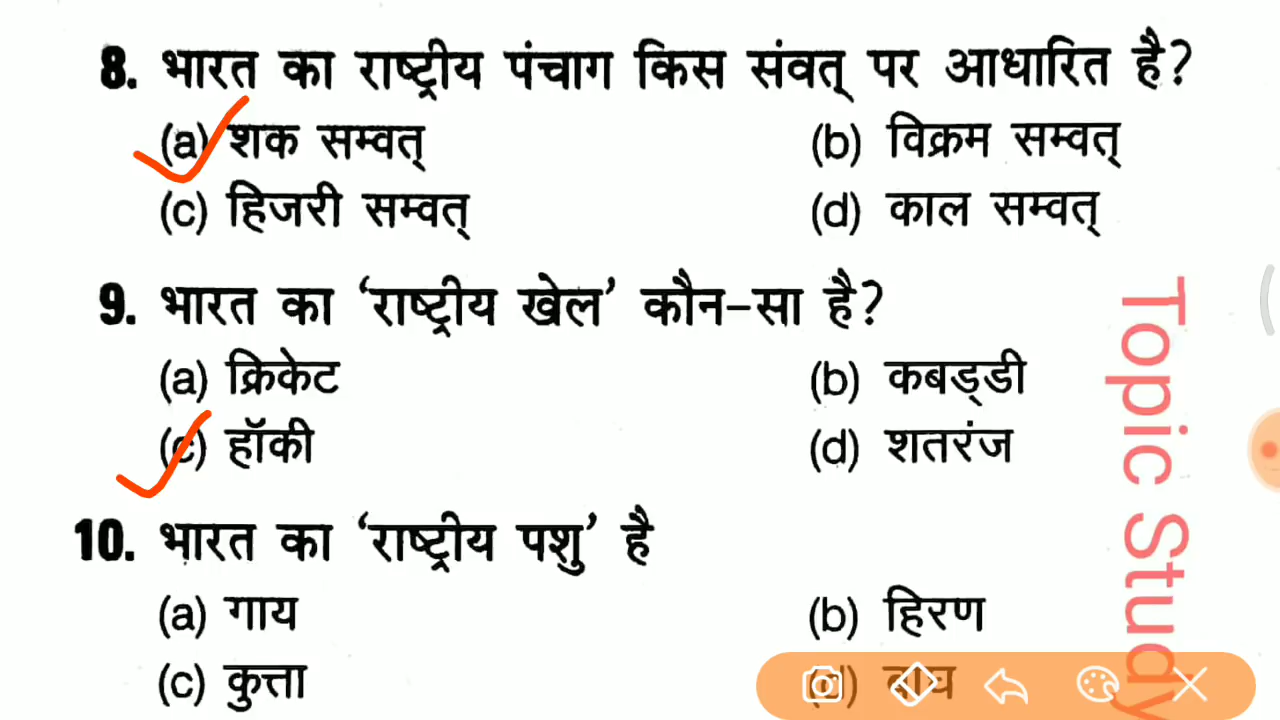 8. भारत का राष्ट्रीय पंचाग किस संवत् पर आधारित है?
(a) शक सम्वत् (b) विक्रम सम्वत्
(c) हिजरी सम्वत् (d) काल सम्वत्
9. भारत का ‘राष्ट्रीय खेल’ कौन-सा है?
(a) क्रिकेट (b) कबड्डी
(c) हॉकी (d) शतरंज
10. भारत का ‘राष्ट्रीय पशु’ है
(a) गाय (b) हिरण
(c) कुत्ता (d) बाघ
Topic Study